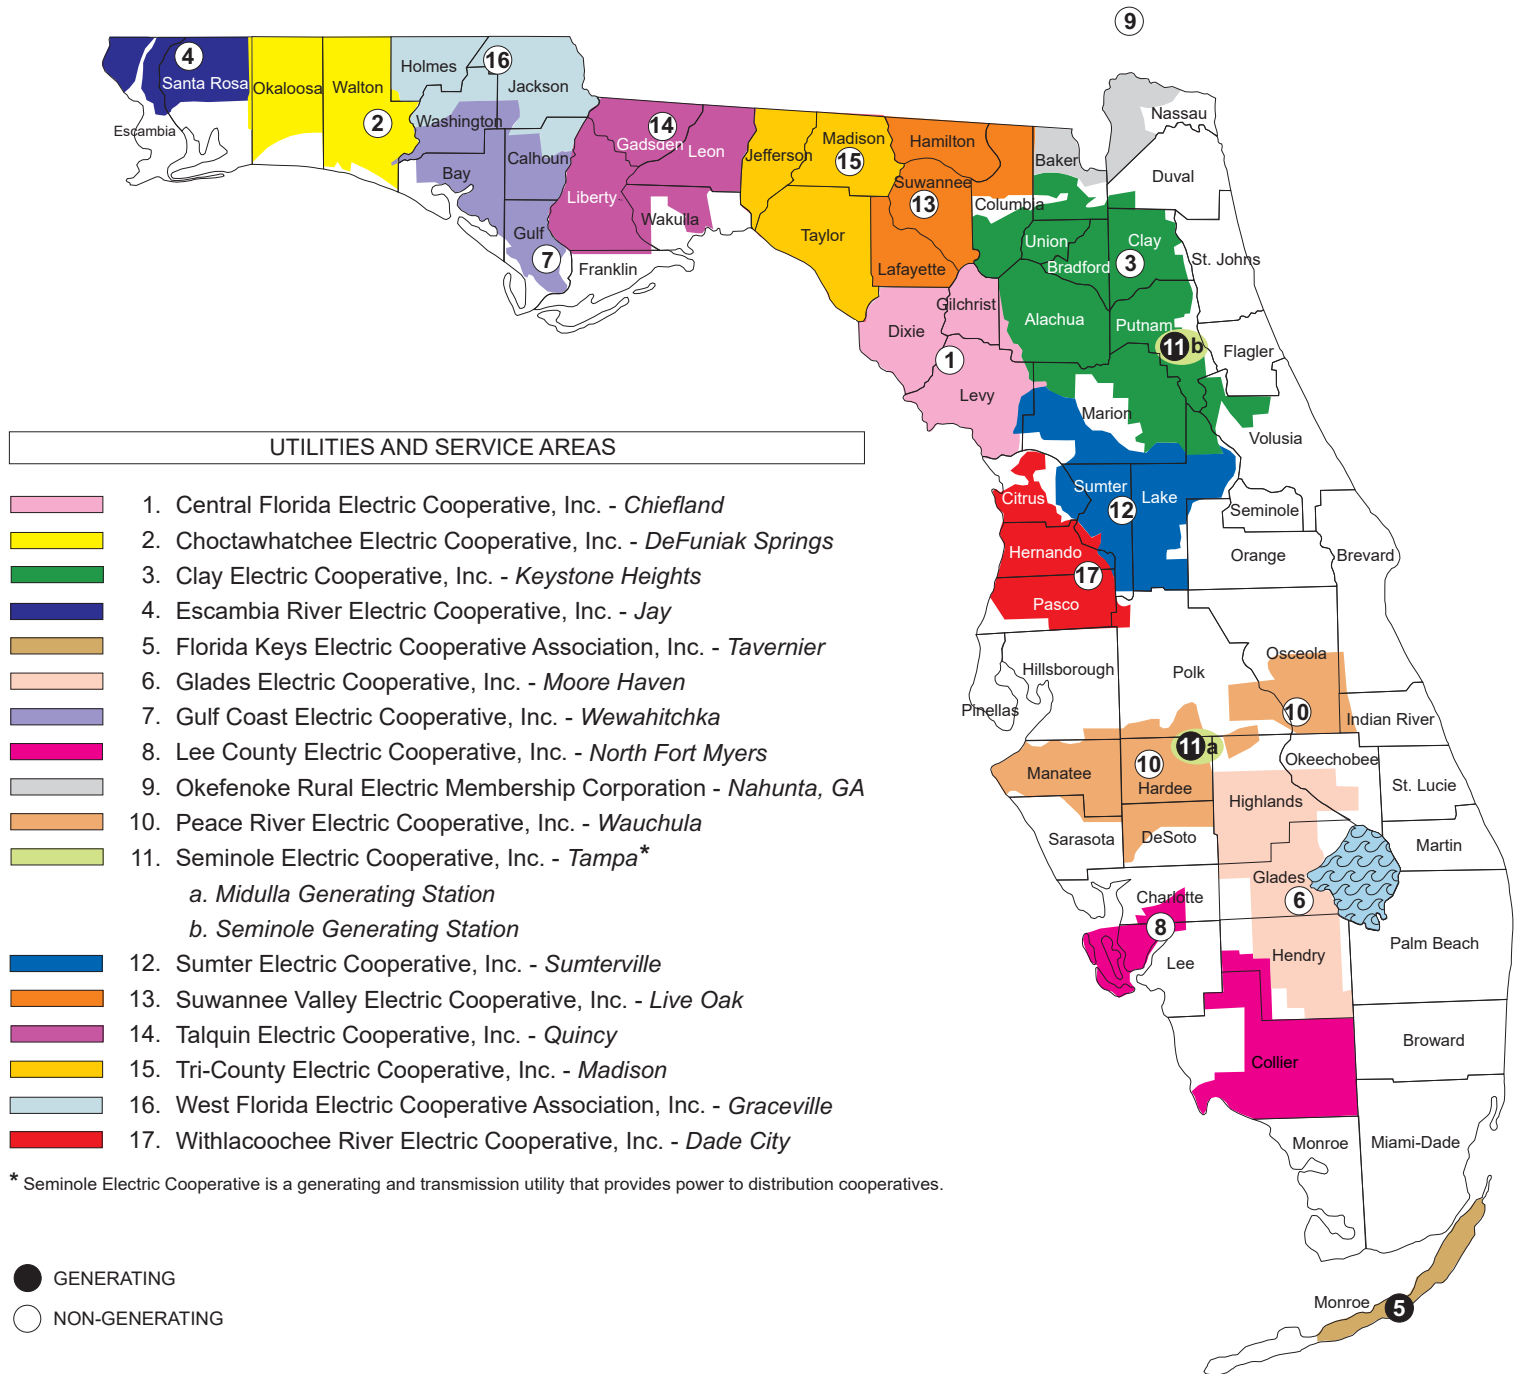 9
4
Santa Rosa
Okaloosa
Walton
2
Escambia
Holmes
16
Jackson
Washington
Bay
Calhoun
Gulf
7
Franklin
14
Gadsden
Leon
Liberty
Wakulla
Jefferson
Madison
15
Taylor
Hamilton
Suwannee
13
Lafayette
Columbia
Baker
Nassau
Duval
Union
Bradford
Clay
3
St. Johns
Gilchrist
Dixie
1
Levy
Alachua
Putnam
11 b
Flagler
Marion
Volusia
Citrus
Sumter
12
Lake
Seminole
Orange
Brevard
Hernando
17
Pasco
Hillsborough
Pinellas
Polk
Osceola
10
Indian River
Manatee
10
11 a
Hardee
Okeechobee
Highlands
St. Lucie
Sarasota
DeSoto
Martin
Charlotte
Glades
6
8
Lee
Hendry
Palm Beach
Collier
Broward
Monroe
Miami-Dade
Monroe
5
UTILITIES AND SERVICE AREAS
1. Central Florida Electric Cooperative, Inc. - Chiefland
2. Choctawhatchee Electric Cooperative, Inc. - DeFuniak Springs
3. Clay Electric Cooperative, Inc. - Keystone Heights
4. Escambia River Electric Cooperative, Inc. - Jay
5. Florida Keys Electric Cooperative Association, Inc. - Tavernier
6. Glades Electric Cooperative, Inc. - Moore Haven
7. Gulf Coast Electric Cooperative, Inc. - Wewahitchka
8. Lee County Electric Cooperative, Inc. - North Fort Myers
9. Okefenoke Rural Electric Membership Corporation - Nahunta, GA
10. Peace River Electric Cooperative, Inc. - Wauchula
11. Seminole Electric Cooperative, Inc. - Tampa*
a. Midulla Generating Station
b. Seminole Generating Station
12. Sumter Electric Cooperative, Inc. - Sumterville
13. Suwannee Valley Electric Cooperative, Inc. - Live Oak
14. Talquin Electric Cooperative, Inc. - Quincy
15. Tri-County Electric Cooperative, Inc. - Madison
16. West Florida Electric Cooperative Association, Inc. - Graceville
17. Withlacoochee River Electric Cooperative, Inc. - Dade City
* Seminole Electric Cooperative is a generating and transmission utility that provides power to distribution cooperatives.
GENERATING
NON-GENERATING